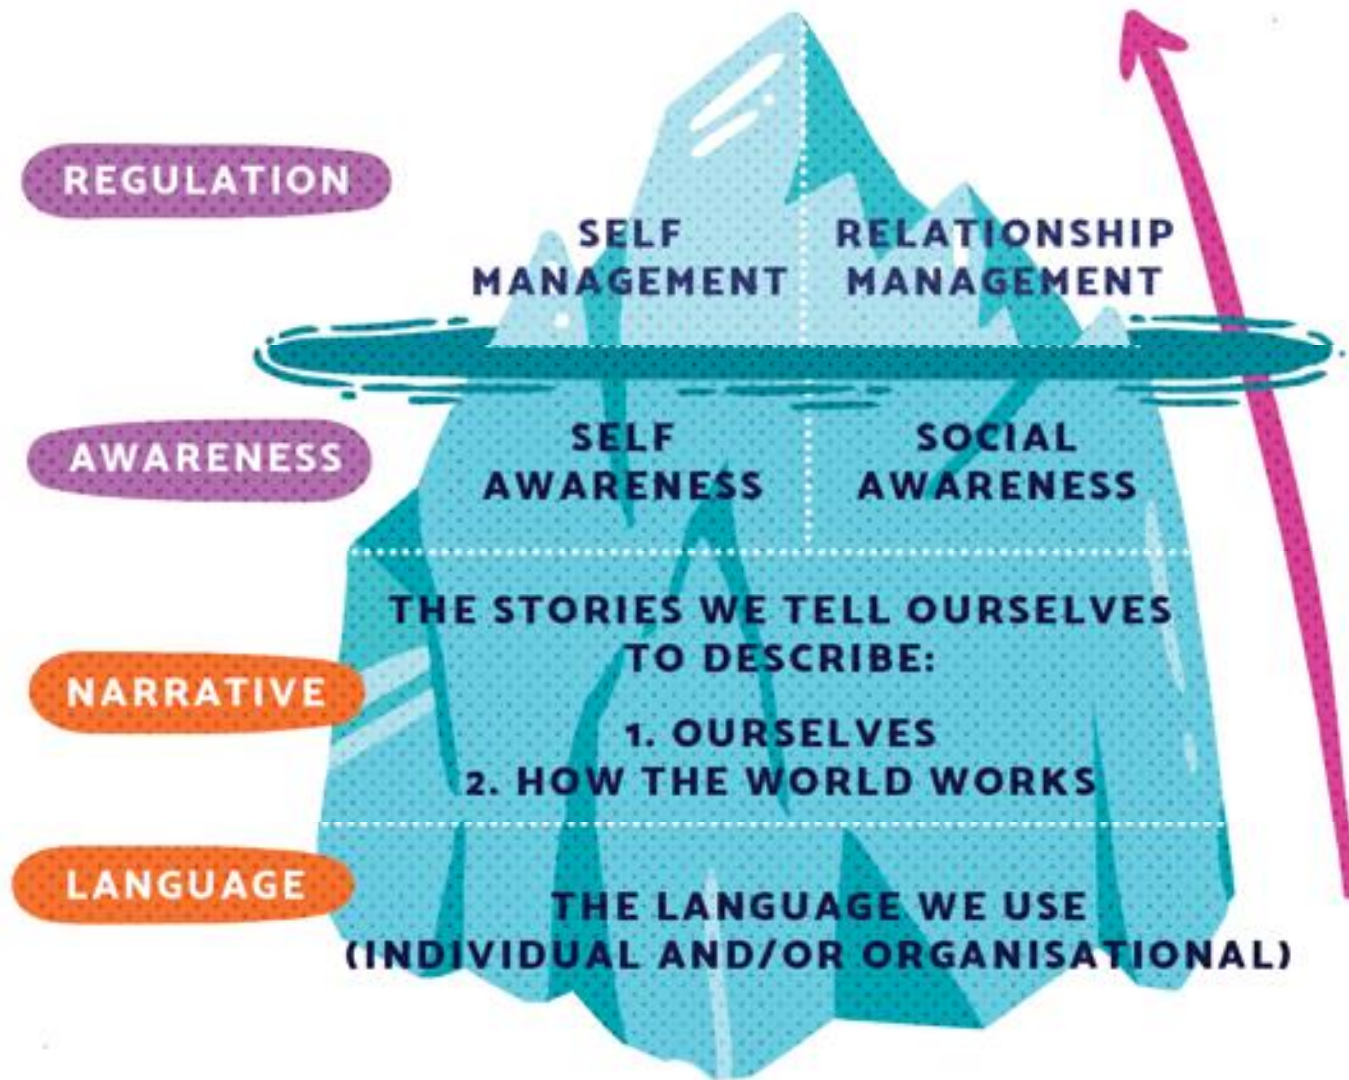 REGULATION
SELF
MANAGEMENT
RELATIONSHIP
MANAGEMENT
AWARENESS
SELF
AWARENESS
SOCIAL
AWARENESS
NARRATIVE
THE STORIES WE TELL OURSELVES
TO DESCRIBE:
1. OURSELVES
2. HOW THE WORLD WORKS
LANGUAGE
THE LANGUAGE WE USE
(INDIVIDUAL AND/OR ORGANISATIONAL)